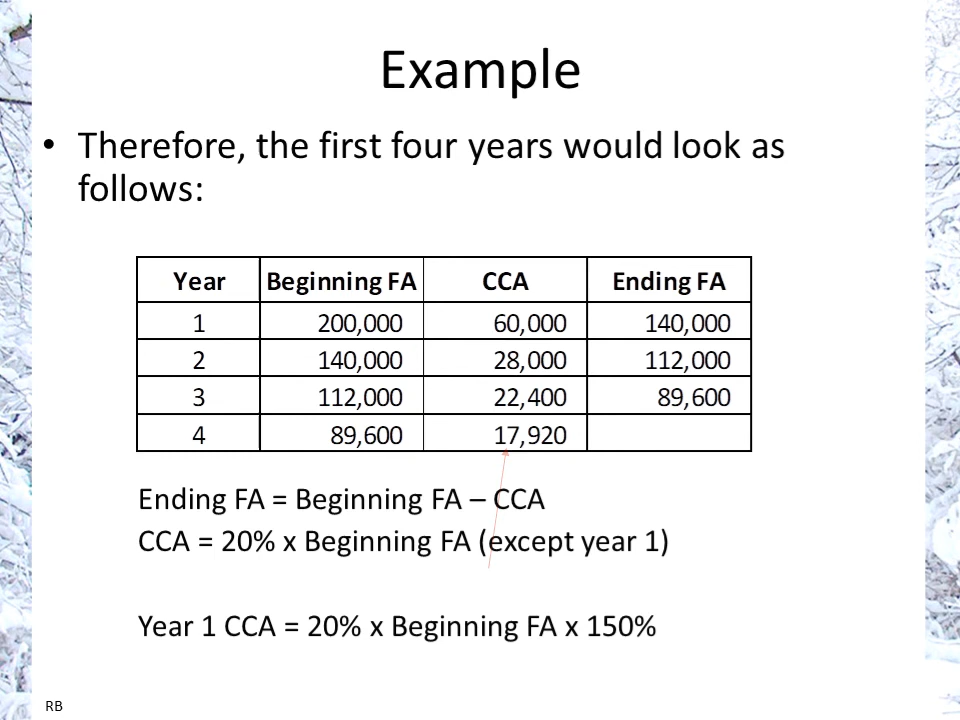 Example
• Therefore, the first four years would look as
follows:
Year Beginning FA CCA Ending FA
1 200,000 60,000 140,000
2 140,000 28,000 112,000
3 112,000 22,400 89,600
4 89,600 17,920
Ending FA = Beginning FA – CCA
CCA = 20% x Beginning FA (except year 1)
Year 1 CCA = 20% x Beginning FA x 150%
RB